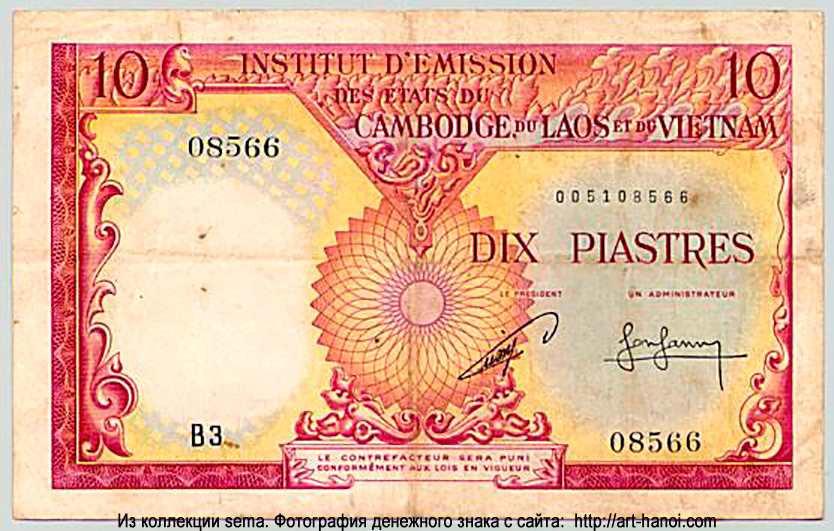 10 INSTITUT D'EMISSION 10
DES ETATS DU
CAMBODGE, DU LAOS ET DU VIETNAM
08566
005108566
DIX PIASTRES
LE PRESIDENT UN ADMINISTRATEUR
B3
08566
LE CONTREFACTEUR SERA PUNI
CONFORMÉMENT AUX LOIS EN VIGUEUR
Из коллекции sema. Фотография денежного знака с сайта: http://art-hanoi.com